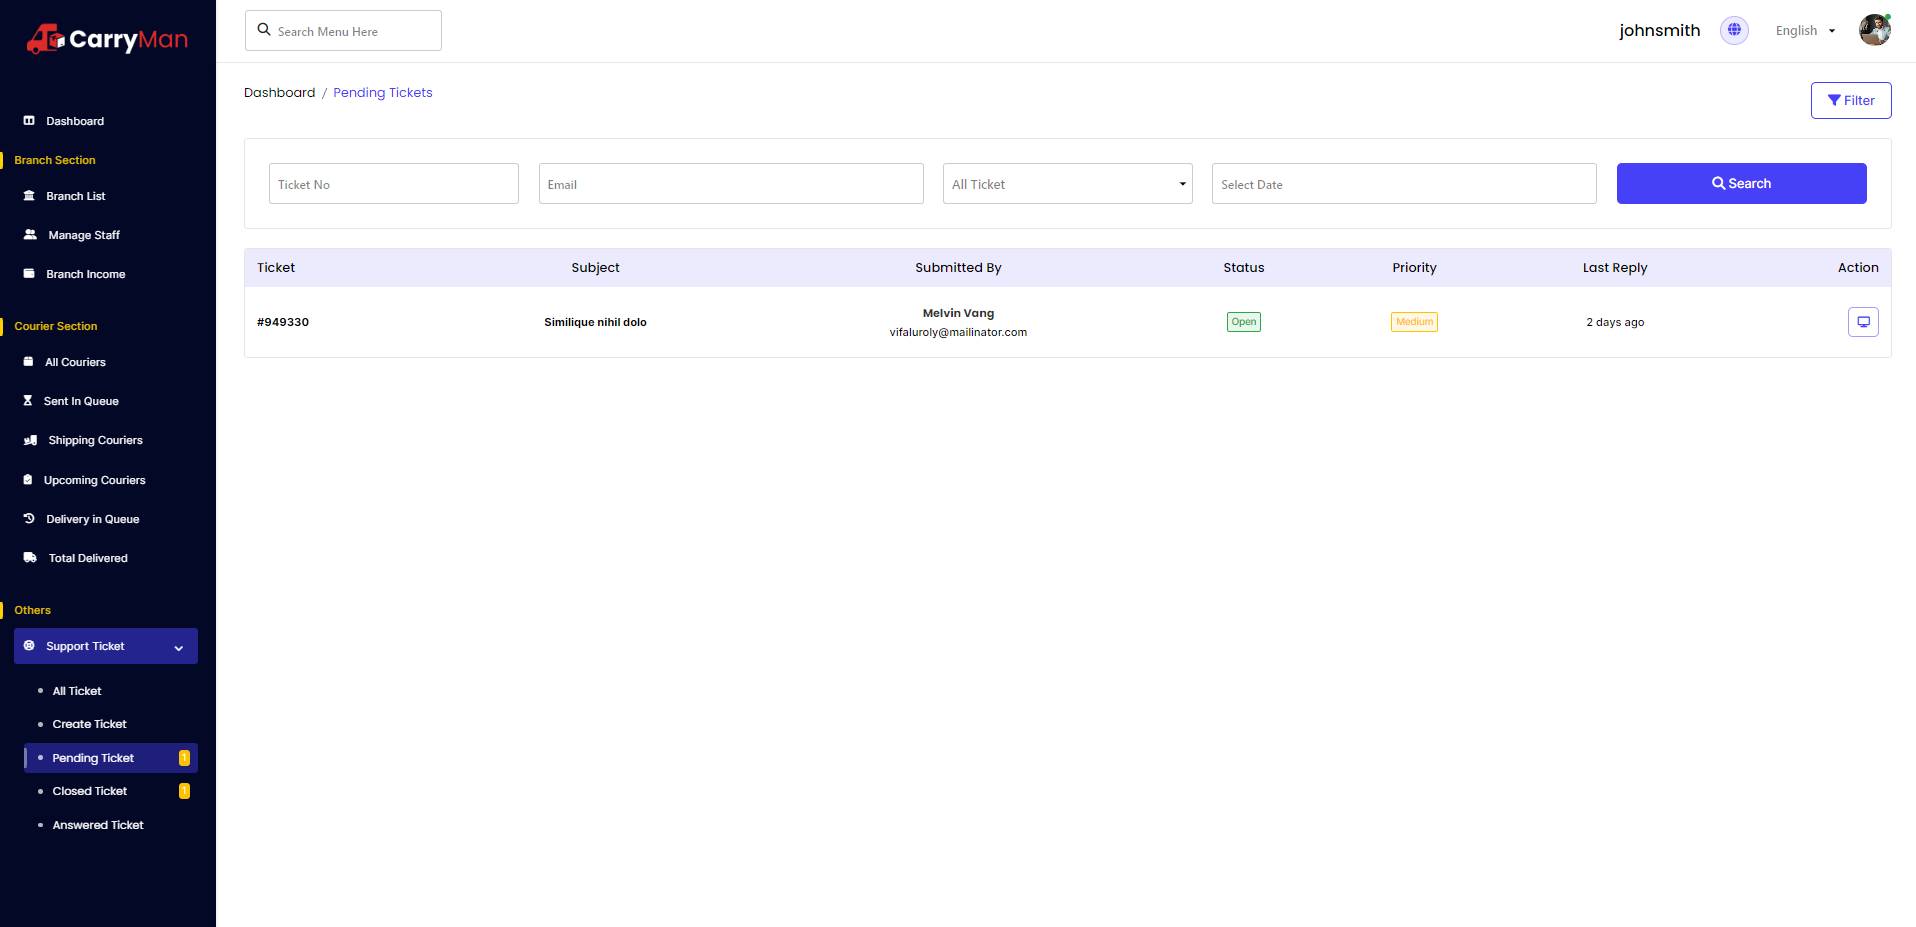 CarryMan
Search Menu Here
johnsmith
English
Dashboard
Branch Section
Branch List
Manage Staff
Branch Income
Courier Section
All Couriers
Sent In Queue
Shipping Couriers
Upcoming Couriers
Delivery in Queue
Total Delivered
Others
Support Ticket
All Ticket
Create Ticket
Pending Ticket 1
Closed Ticket 1
Answered Ticket
Dashboard / Pending Tickets
Filter
Ticket No
Email
All Ticket
Select Date
Search
Ticket Subject Submitted By Status Priority Last Reply Action
#949330 Similique nihil dolo Melvin Vang Open Medium 2 days ago
vifaluroly@mailinator.com